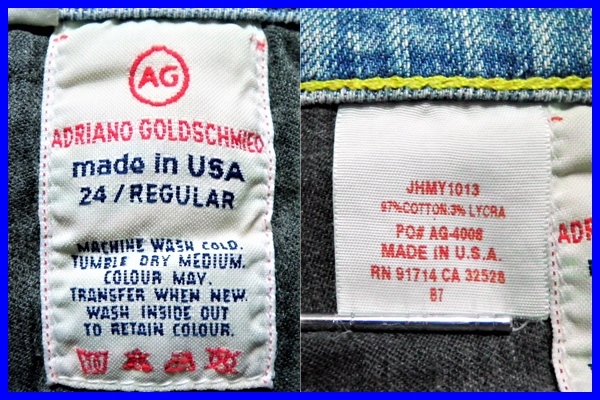 AG
ADRIANO GOLDSCHMIED
made in USA
24 / REGULAR
MACHINE WASH COLD.
TUMBLE DRY MEDIUM.
COLOUR MAY.
TRANSFER WHEN NEW.
WASH INSIDE OUT
TO RETAIN COLOUR.
JHMY1013
97%COTTON:3% LYCRA
PO# AG-4008
MADE IN U.S.A.
RN 91714 CA 32528
87
ADR